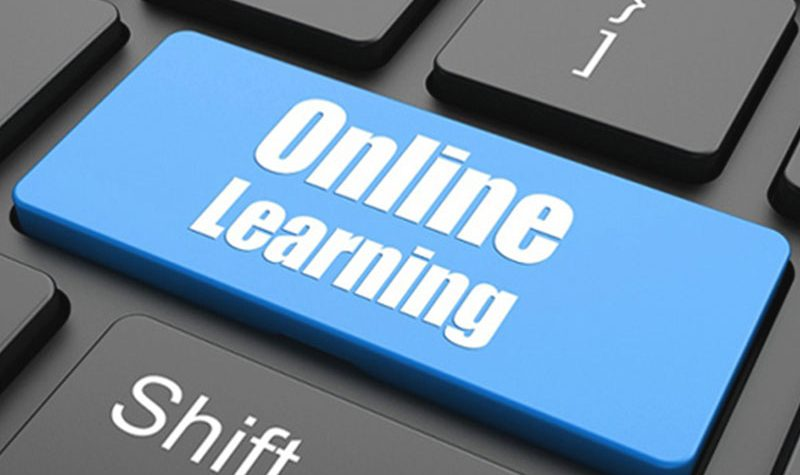 }
]
Online
Learning
Shift